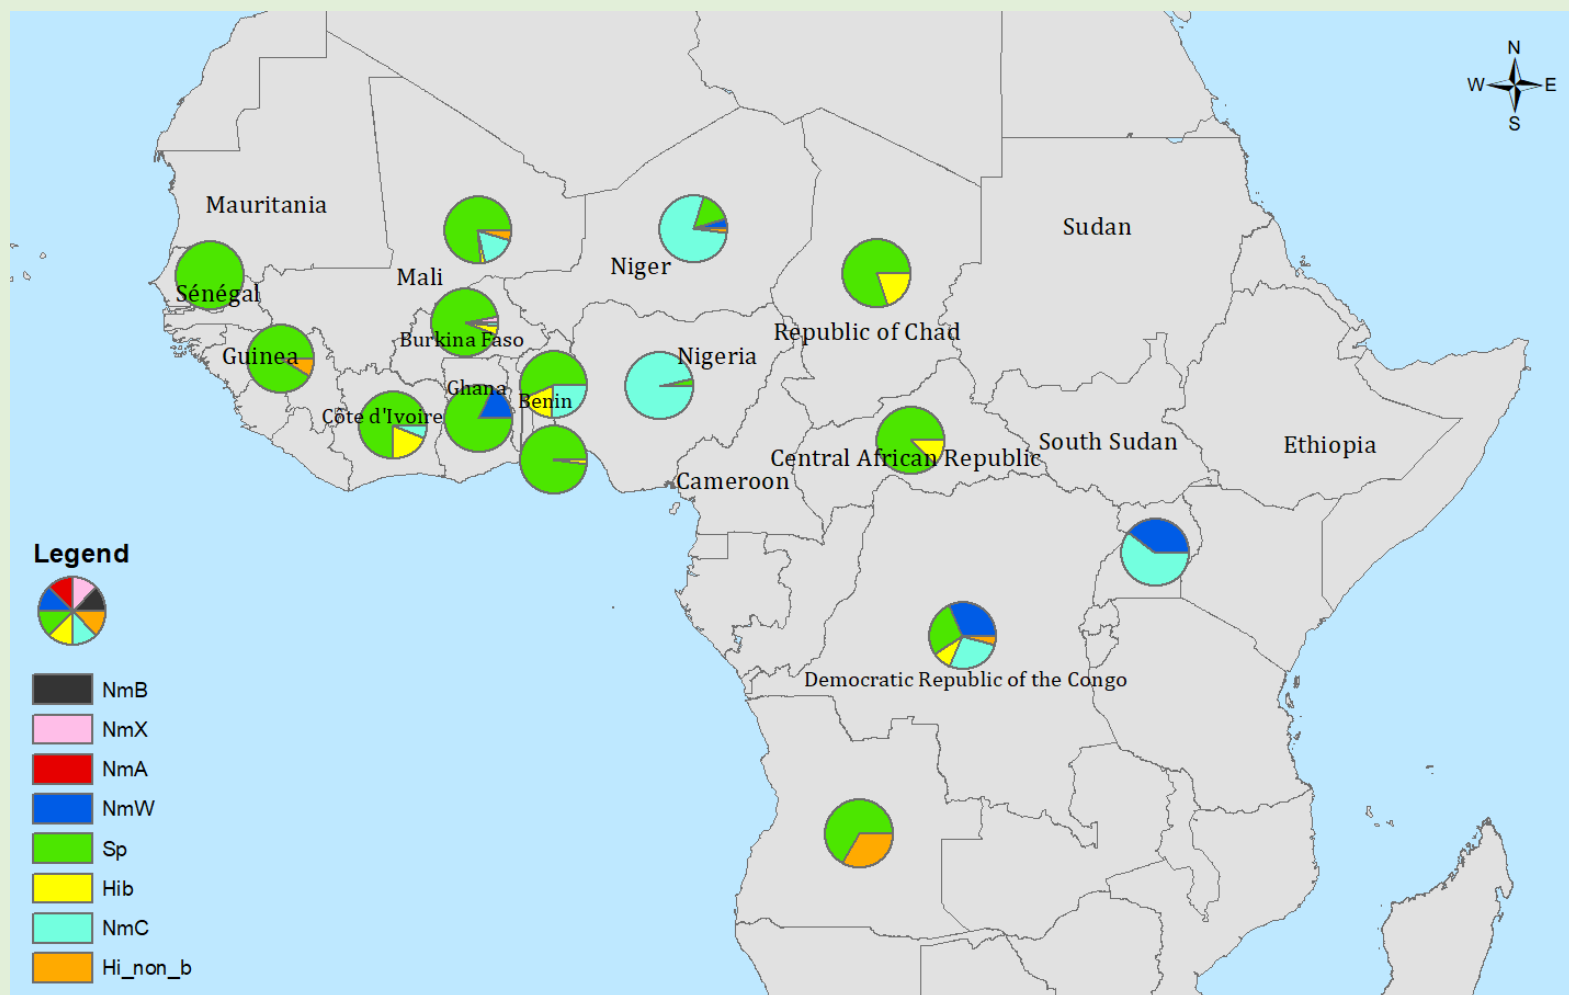 N
W E
S
Mauritania
Sudan
Niger
Mali
Sénégal
Republic of Chad
Burkina Faso
Nigeria
Guinea
Ghana
Benin
Côte d'Ivoire
South Sudan
Ethiopia
Central African Republic
Cameroon
Democratic Republic of the Congo
Legend
NmB
NmX
NmA
NmW
Sp
Hib
NmC
Hi_non_b